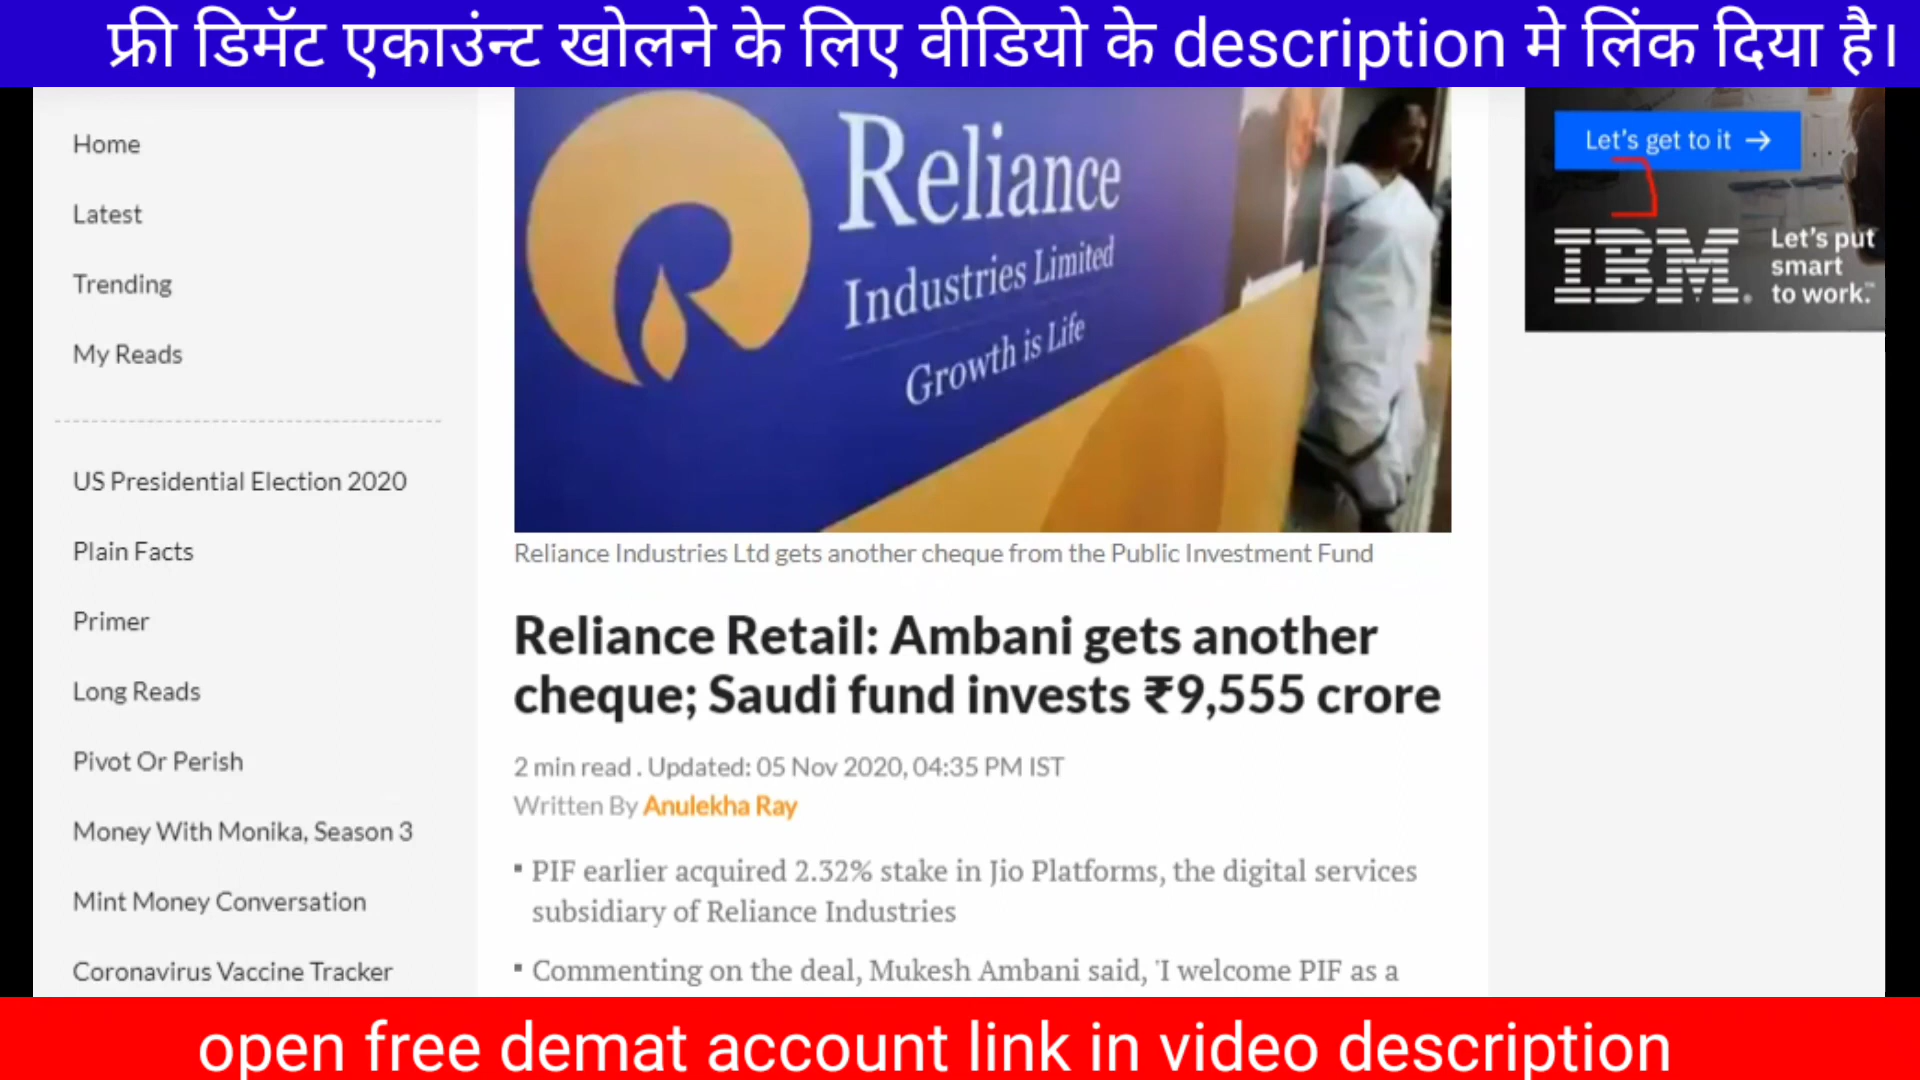 फ्री डिमॅट एकाउंन्ट खोलने के लिए वीडियो के description मे लिंक दिया है।
Home
Latest
Trending
My Reads
US Presidential Election 2020
Plain Facts
Primer
Long Reads
Pivot Or Perish
Money With Monika, Season 3
Mint Money Conversation
Coronavirus Vaccine Tracker
Reliance
Industries Limited
Growth is Life
Reliance Industries Ltd gets another cheque from the Public Investment Fund
Reliance Retail: Ambani gets another
cheque; Saudi fund invests ₹9,555 crore
2 min read . Updated: 05 Nov 2020, 04:35 PM IST
Written By Anulekha Ray
▪ PIF earlier acquired 2.32% stake in Jio Platforms, the digital services
subsidiary of Reliance Industries
▪ Commenting on the deal, Mukesh Ambani said, 'I welcome PIF as a
Let's get to it →
IBM.
Let's put
smart
to work.™
open free demat account link in video description